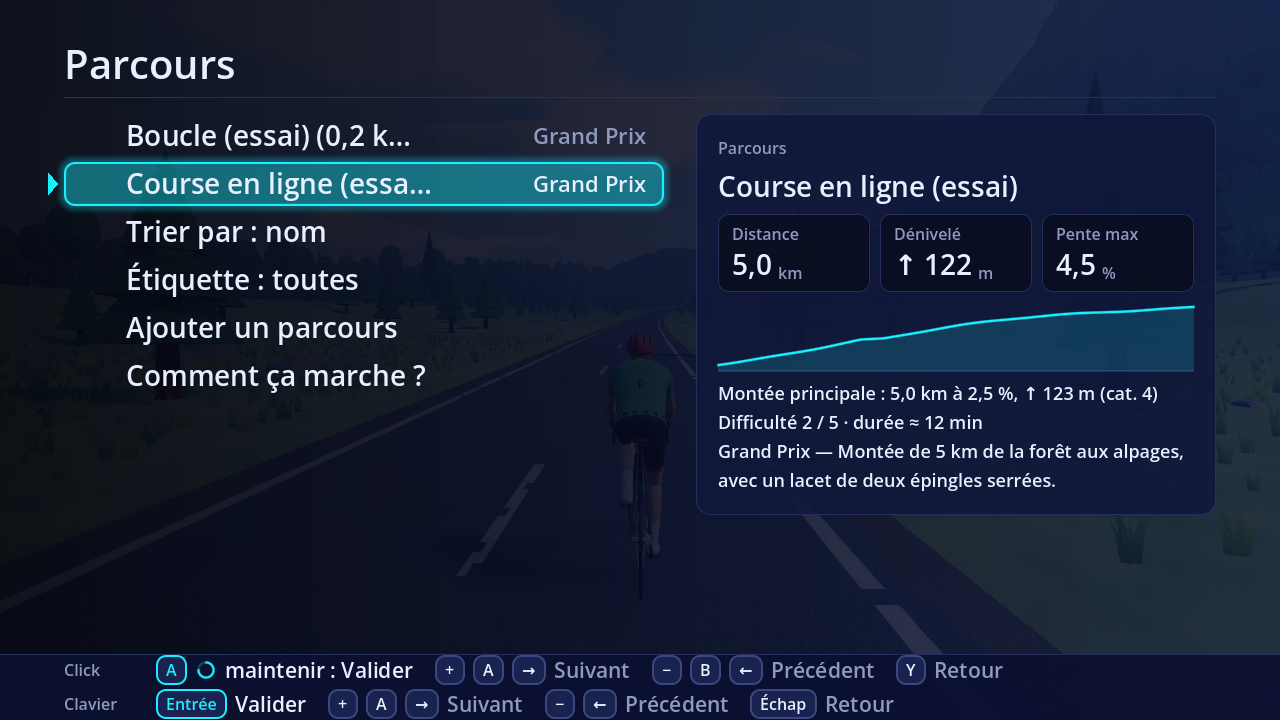 Parcours
Boucle (essai) (0,2 k... Grand Prix
Course en ligne (essa... Grand Prix
Trier par : nom
Étiquette : toutes
Ajouter un parcours
Comment ça marche ?
Parcours
Course en ligne (essai)
Distance Dénivelé Pente max
5,0 km ↑ 122 m 4,5 %
Montée principale : 5,0 km à 2,5 %, ↑ 123 m (cat. 4)
Difficulté 2 / 5 · durée ≈ 12 min
Grand Prix — Montée de 5 km de la forêt aux alpages,
avec un lacet de deux épingles serrées.
Click A maintenir : Valider + A → Suivant − B ← Précédent Y Retour
Clavier Entrée Valider + A → Suivant − ← Précédent Échap Retour